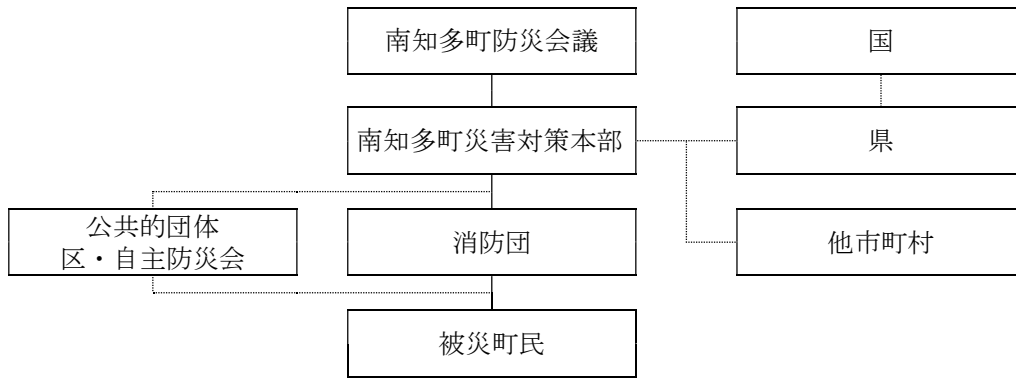 南知多町防災会議
国
南知多町災害対策本部
県
公共的団体
区・自主防災会
消防団
他市町村
被災町民